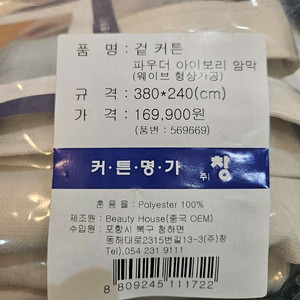 품 명 : 겉 커튼
파우더 아이보리 암막
(웨이브 형상가공)
규 격 : 380*240(cm)
가 격 : 169,900원
(품번 : 569669)
커·튼·명·가 ㈜창
혼 용 율 : Polyester 100%
제조원 : Beauty House(중국 OEM)
수입원 : 포항시 북구 청하면
동해대로2315번길13-3(주)창
Tel).054 231 9111
8 809245 111722